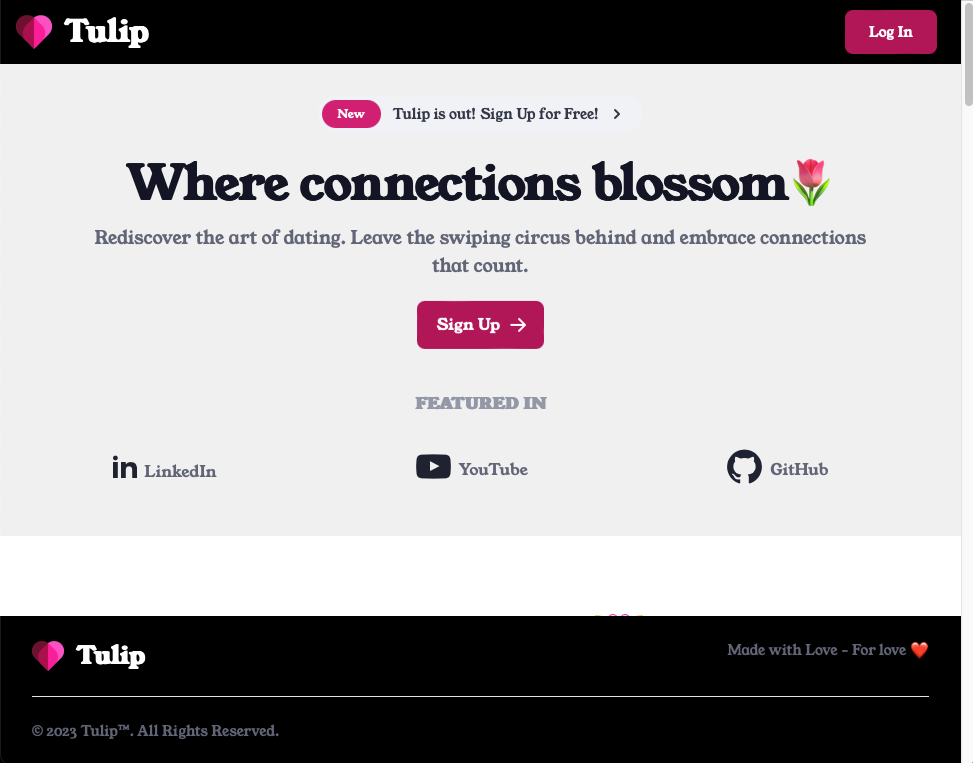 Tulip
Log In
New Tulip is out! Sign Up for Free!
Where connections blossom🌷
Rediscover the art of dating. Leave the swiping circus behind and embrace connections
that count.
Sign Up
FEATURED IN
in LinkedIn
YouTube
GitHub
Tulip
Made with Love - For love ❤️
© 2023 Tulip™. All Rights Reserved.